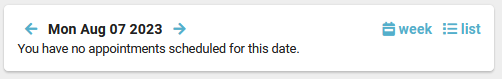 Mon Aug 07 2023 week list
You have no appointments scheduled for this date.